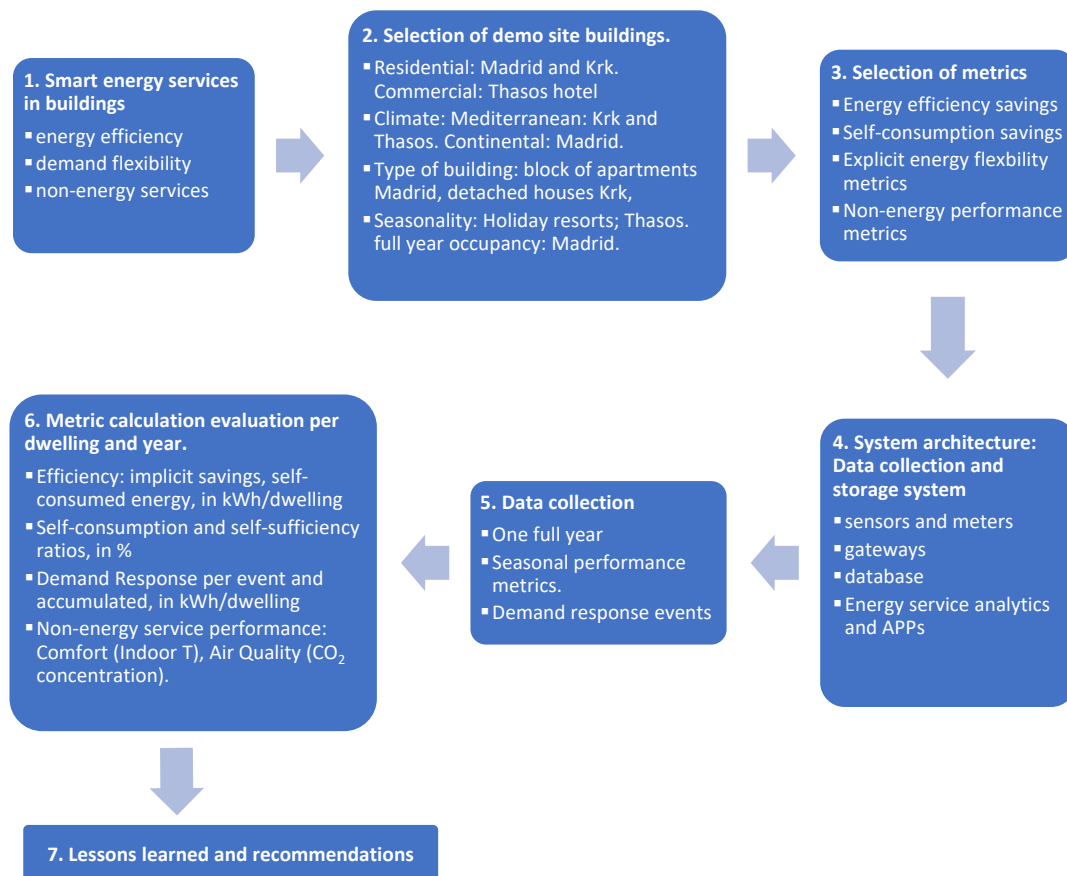 1. Smart energy services
in buildings
▪ energy efficiency
▪ demand flexibility
▪ non-energy services
2. Selection of demo site buildings.
▪ Residential: Madrid and Krk.
Commercial: Thasos hotel
▪ Climate: Mediterranean: Krk and
Thasos. Continental: Madrid.
▪ Type of building: block of apartments
Madrid, detached houses Krk,
▪ Seasonality: Holiday resorts; Thasos.
full year occupancy: Madrid.
3. Selection of metrics
▪ Energy efficiency savings
▪ Self-consumption savings
▪ Explicit energy flexbility
metrics
▪ Non-energy performance
metrics
4. System architecture:
Data collection and
storage system
▪ sensors and meters
▪ gateways
▪ database
▪ Energy service analytics
and APPs
5. Data collection
▪ One full year
▪ Seasonal performance
metrics.
▪ Demand response events
6. Metric calculation evaluation per
dwelling and year.
▪ Efficiency: implicit savings, self-
consumed energy, in kWh/dwelling
▪ Self-consumption and self-sufficiency
ratios, in %
▪ Demand Response per event and
accumulated, in kWh/dwelling
▪ Non-energy service performance:
Comfort (Indoor T), Air Quality (CO₂
concentration).
7. Lessons learned and recommendations